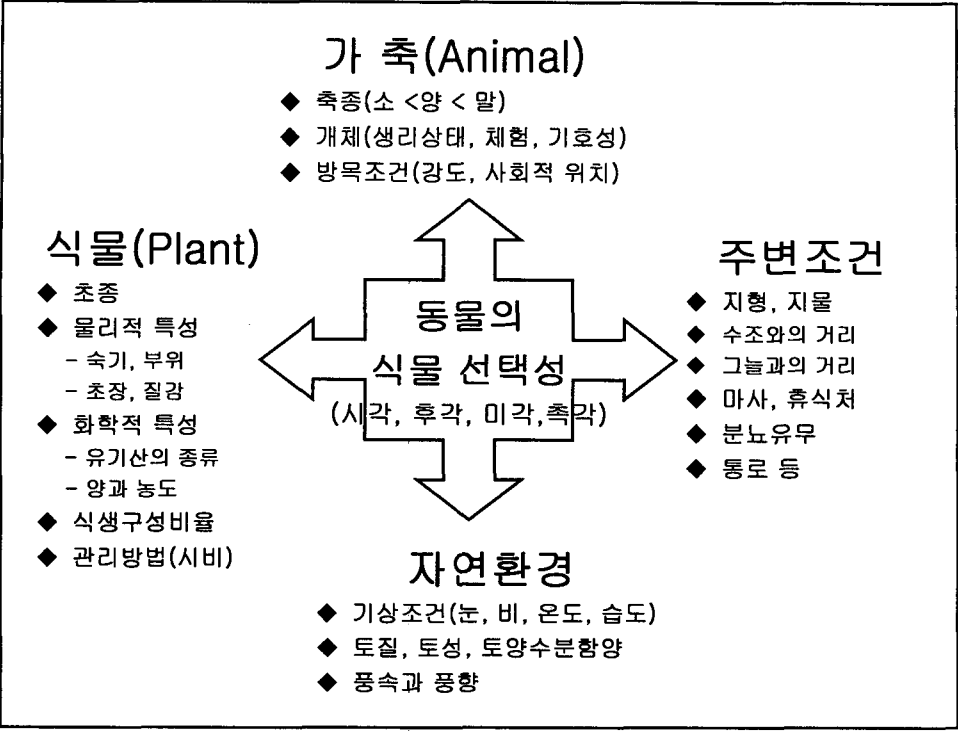 가 축(Animal)
◆ 축종(소 <양 < 말)
◆ 개체(생리상태, 체험, 기호성)
◆ 방목조건(강도, 사회적 위치)
식물(Plant)
◆ 초종
◆ 물리적 특성
- 숙기, 부위
- 초장, 질감
◆ 화학적 특성
- 유기산의 종류
- 양과 농도
◆ 식생구성비율
◆ 관리방법(시비)
동물의
식물 선택성
(시각, 후각, 미각,촉각)
주변조건
◆ 지형, 지물
◆ 수조와의 거리
◆ 그늘과의 거리
◆ 마사, 휴식처
◆ 분뇨유무
◆ 통로 등
자연환경
◆ 기상조건(눈, 비, 온도, 습도)
◆ 토질, 토성, 토양수분함양
◆ 풍속과 풍향